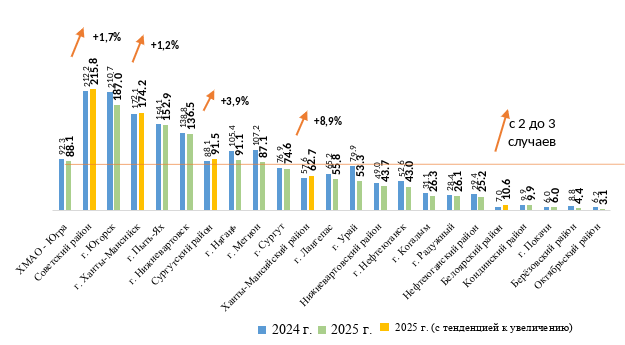 +1,7%
+1,2%
+3,9%
+8,9%
с 2 до 3
случаев
92.3 88.1
212.2 215.8
210.7 187.0
172.1 174.2
154.1 152.9
138.8 136.5
88.1 91.5
105.4 91.1
107.2 87.1
76.9 74.6
57.6 62.7
65.2 55.8
79.9 53.3
49.0 43.7
52.6 43.0
31.1 26.3
28.4 26.1
29.4 25.2
7.0 10.6
9.9 9.9
6.0 6.0
8.8 4.4
6.2 3.1
ХМАО - Югра
Советский район
г. Югорск
г. Ханты-Мансийск
г. Пыть-Ях
г. Нижневартовск
Сургутский район
г. Нягань
г. Мегион
г. Сургут
Ханты-Мансийский район
г. Лангепас
г. Урай
Нижневартовский район
г. Нефтеюганск
г. Когалым
г. Радужный
Нефтеюганский район
Белоярский район
Кондинский район
г. Покачи
Берёзовский район
Октябрьский район
2024 г. 2025 г. 2025 г. (с тенденцией к увеличению)